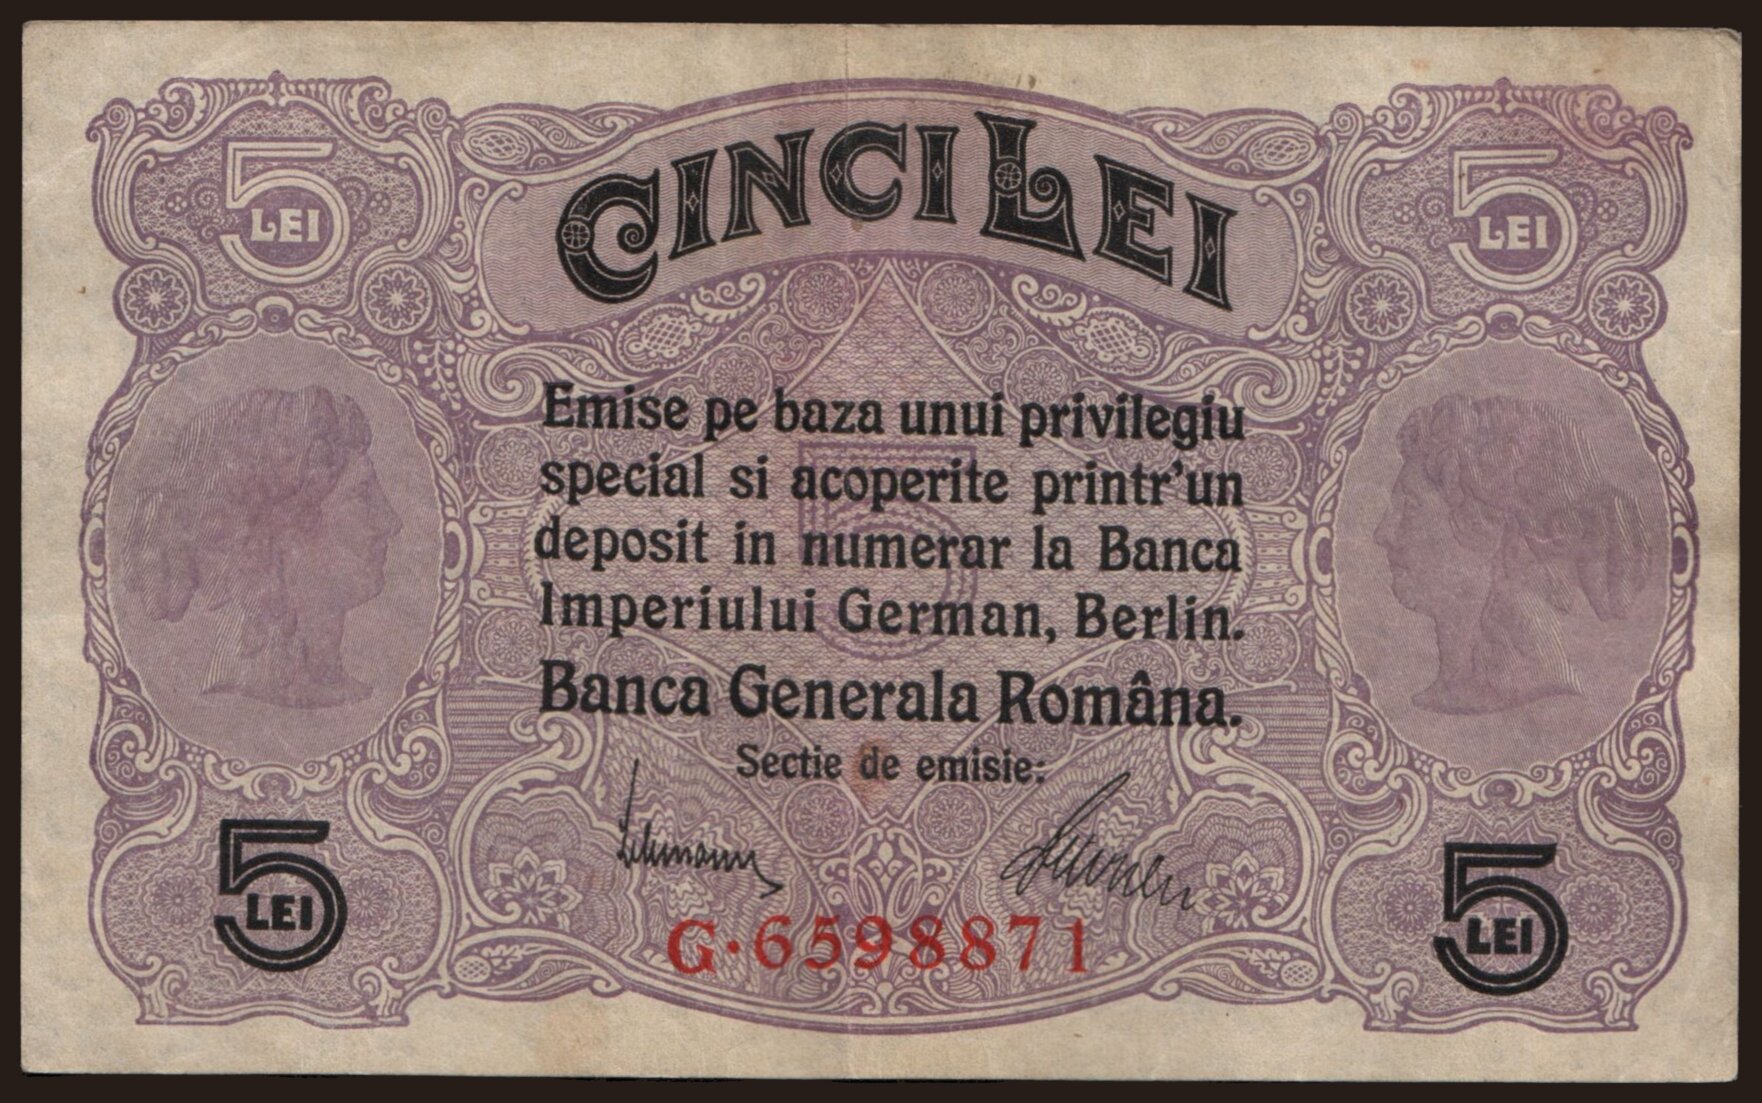 5 LEI
CINCI LEI
5 LEI
Emise pe baza unui privilegiu
special si acoperite printr'un
deposit in numerar la Banca
Imperiului German, Berlin.
Banca Generala Româna.
Sectie de emisie:
5 LEI
G·6598871
5 LEI